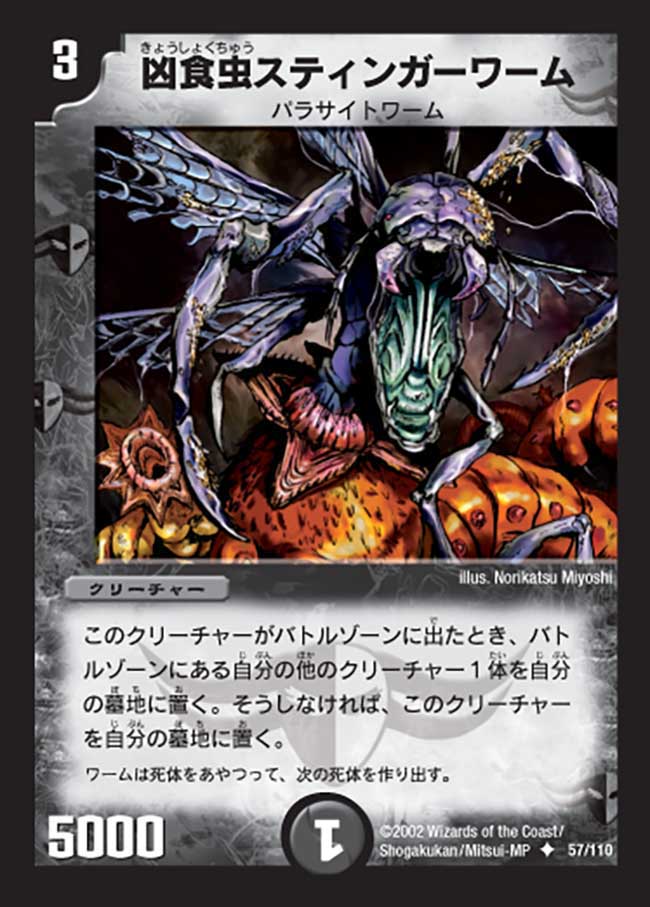 3
きょうしょくちゅう
凶食虫スティンガーワーム
パラサイトワーム
illus. Norikatsu Miyoshi
クリーチャー
このクリーチャーがバトルゾーンに出たとき、バト
ルゾーンにある自分の他のクリーチャー1体を自分
の墓地に置く。そうしなければ、このクリーチャー
を自分の墓地に置く。
ワームは死体をあやつって、次の死体を作り出す。
5000
1
©2002 Wizards of the Coast/
Shogakukan/Mitsui-MP ♦ 57/110